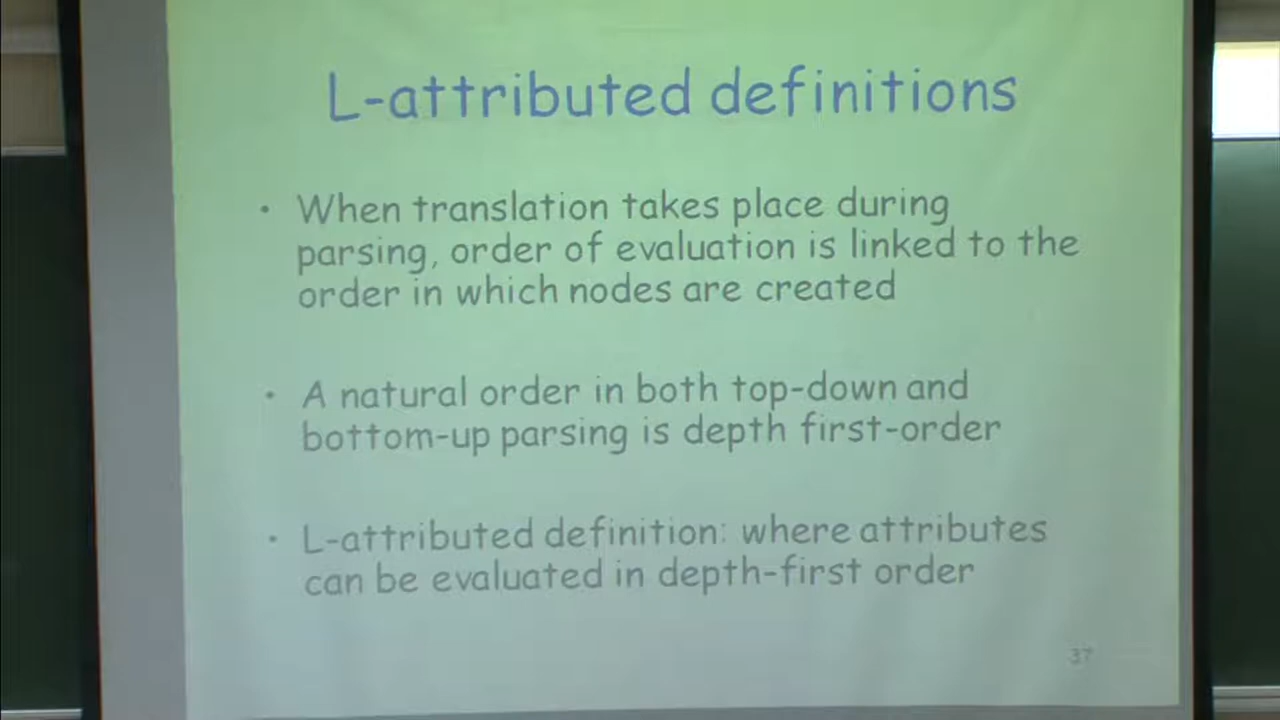 L-attributed definitions
• When translation takes place during
parsing, order of evaluation is linked to the
order in which nodes are created
• A natural order in both top-down and
bottom-up parsing is depth first-order
• L-attributed definition: where attributes
can be evaluated in depth-first order
37